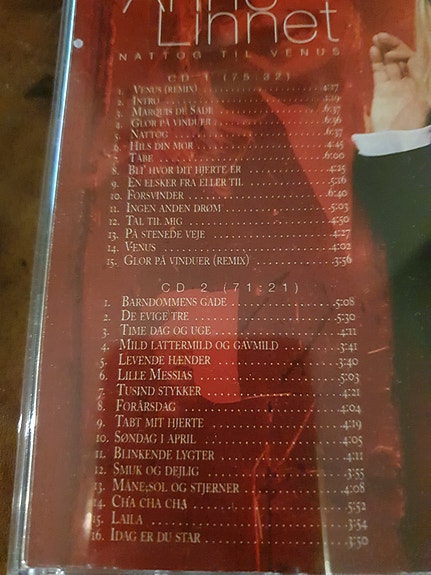 Anne
Linnet
NATTOG TIL VENUS
CD 1 (75:32)
1. VENUS (REMIX) 4:17
2. INTRO 1:19
3. MARQUIS DE SADE 6:37
4. GLOR PÅ VINDUER 6:36
5. NATTOG 6:37
6. HILS DIN MOR 4:45
7. TABE 6:00
8. BLI' HVOR DIT HJERTE ER 4:25
9. EN ELSKER FRA ELLER TIL 5:16
10. FORSVINDER 6:40
11. INGEN ANDEN DRØM 5:03
12. TAL TIL MIG 4:50
13. PÅ STENEDE VEJE 4:27
14. VENUS 4:02
15. GLOR PÅ VINDUER (REMIX) 3:56
CD 2 (71:21)
1. BARNDOMMENS GADE 5:08
2. DE EVIGE TRE 5:30
3. TIME DAG OG UGE 4:11
4. MILD LATTERMILD OG GAVMILD 3:41
5. LEVENDE HÆNDER 3:40
6. LILLE MESSIAS 5:03
7. TUSIND STYKKER 4:21
8. FORÅRSDAG 4:04
9. TABT MIT HJERTE 4:19
10. SØNDAG I APRIL 4:05
11. BLINKENDE LYGTER 4:11
12. SMUK OG DEJLIG 3:55
13. MÅNE, SOL OG STJERNER 4:08
14. CHA CHA CHA 5:52
15. LAILA 3:54
16. IDAG ER DU STAR 3:50